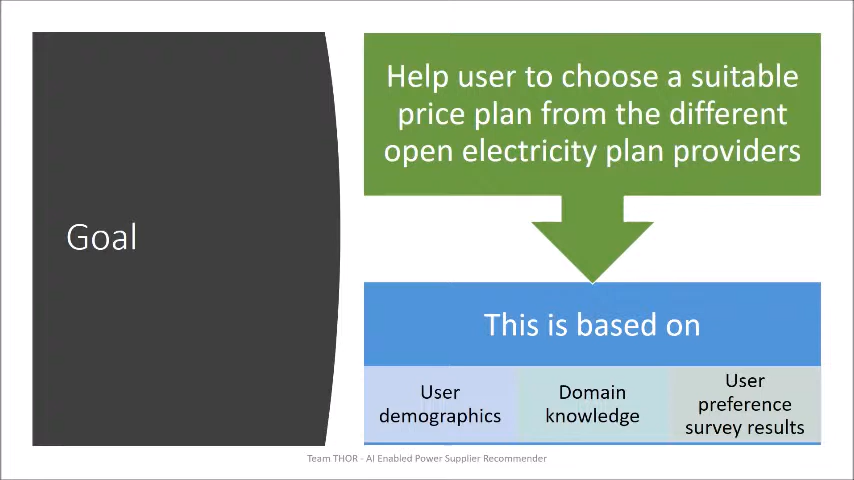 Goal
Help user to choose a suitable
price plan from the different
open electricity plan providers
This is based on
User
demographics
Domain
knowledge
User
preference
survey results
Team THOR - AI Enabled Power Supplier Recommender